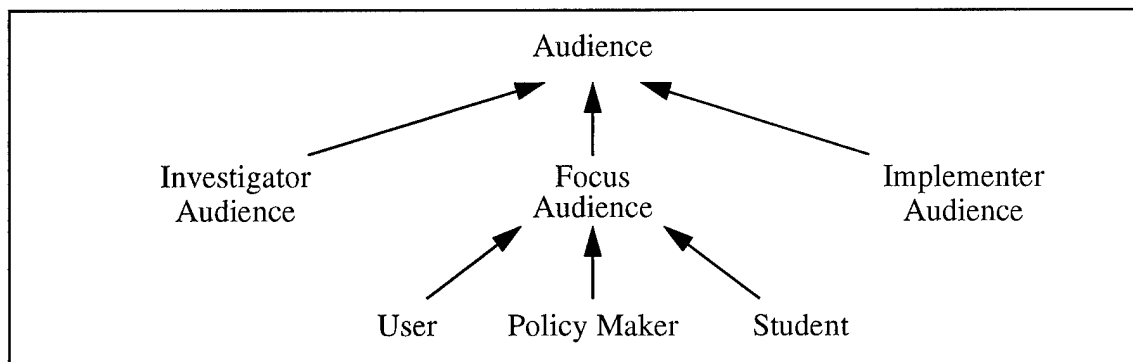 Audience
Investigator
Audience
Focus
Audience
Implementer
Audience
User
Policy Maker
Student